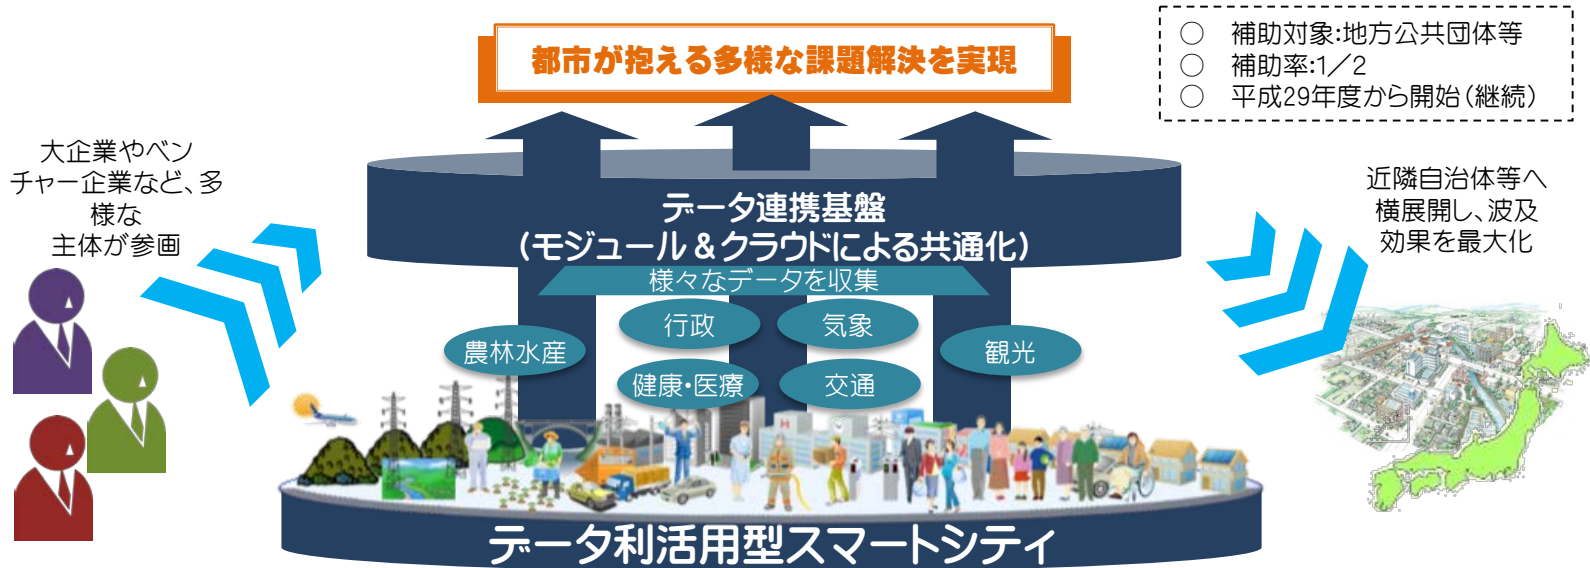 都市が抱える多様な課題解決を実現
○ 補助対象:地方公共団体等
○ 補助率:1／2
○ 平成29年度から開始(継続)
大企業やベン
チャー企業など、多
様な
主体が参画
データ連携基盤
(モジュール＆クラウドによる共通化)
様々なデータを収集
近隣自治体等へ
横展開し、波及
効果を最大化
行政
気象
農林水産
観光
健康・医療
交通
データ利活用型スマートシティ